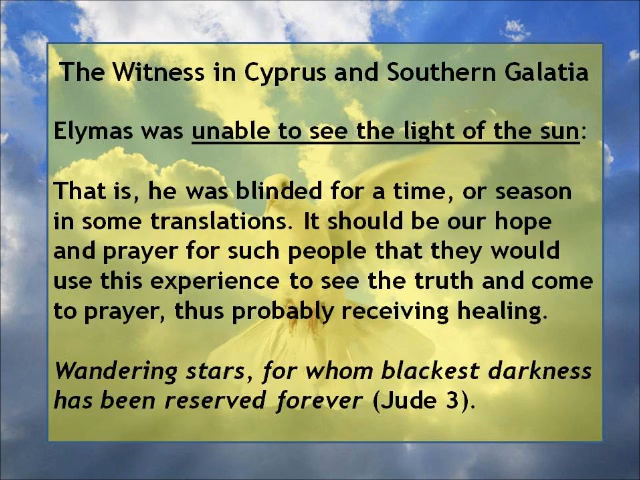 The Witness in Cyprus and Southern Galatia
Elymas was unable to see the light of the sun:
That is, he was blinded for a time, or season
in some translations. It should be our hope
and prayer for such people that they would
use this experience to see the truth and come
to prayer, thus probably receiving healing.
Wandering stars, for whom blackest darkness
has been reserved forever (Jude 3).